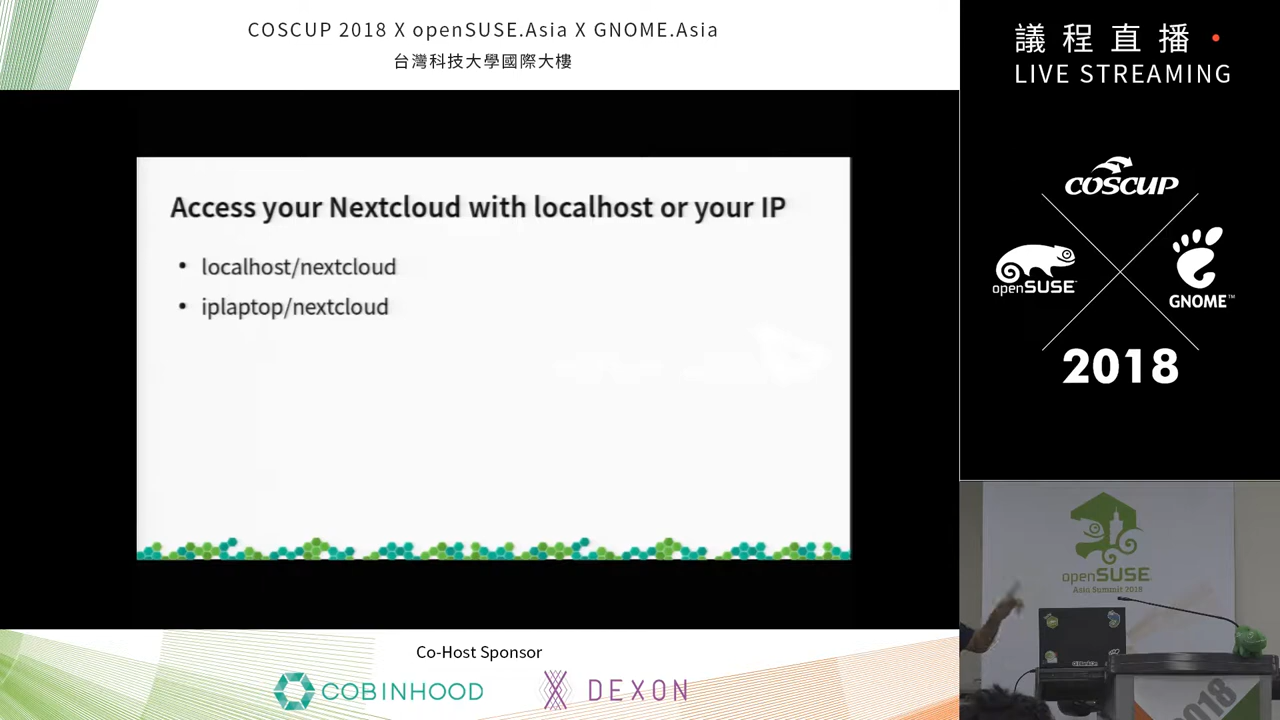 COSCUP 2018 X openSUSE.Asia X GNOME.Asia
台灣科技大學國際大樓
議程直播
LIVE STREAMING
COSCUP
openSUSE
GNOME™
2018
Access your Nextcloud with localhost or your IP
• localhost/nextcloud
• iplaptop/nextcloud
openSUSE
Asia Summit 2018
2018
Co-Host Sponsor
COBINHOOD
DEXON